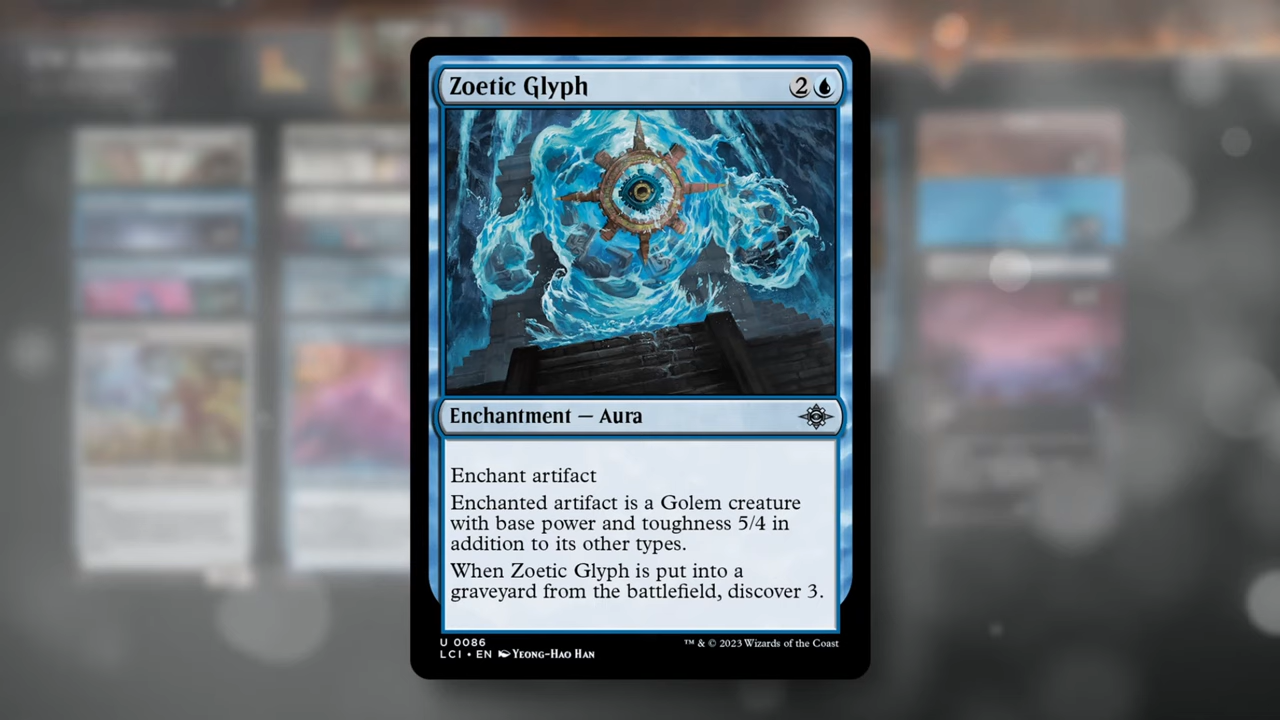 Zoetic Glyph
2
Enchantment — Aura
Enchant artifact
Enchanted artifact is a Golem creature
with base power and toughness 5/4 in
addition to its other types.
When Zoetic Glyph is put into a
graveyard from the battlefield, discover 3.
U 0086
™ & © 2023 Wizards of the Coast
LCI • EN Yeong-Hao Han